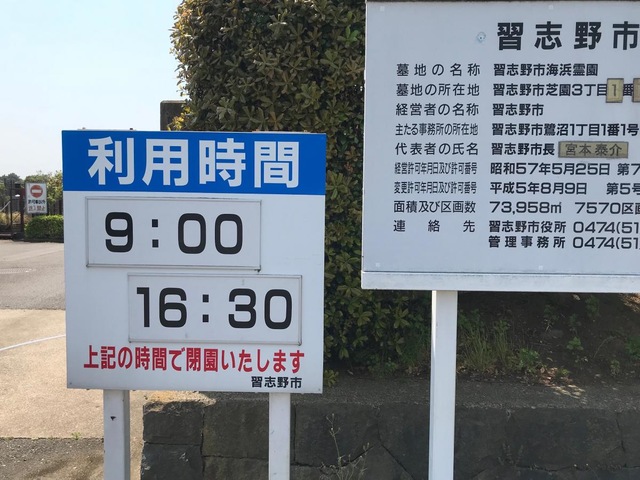 利用時間
9：00
16：30
上記の時間で閉園いたします
習志野市
習志野市
墓地の名称 習志野市海浜霊園
墓地の所在地 習志野市芝園3丁目1番
経営者の名称 習志野市
主たる事務所の所在地 習志野市鷺沼1丁目1番1号
代表者の氏名 習志野市長 宮本泰介
経営許可年月日及び許可番号 昭和57年5月25日 第7
変更許可年月日及び許可番号 平成5年8月9日 第5号
面積及び区画数 73,958㎡ 7570区画
連絡先 習志野市役所 0474(51
管理事務所 0474(51